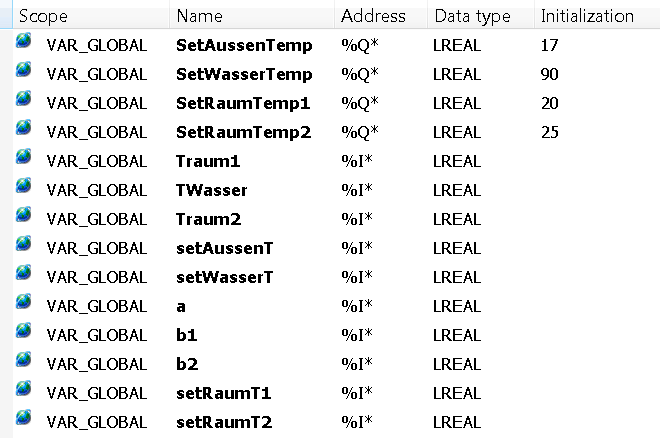 Scope Name Address Data type Initialization
VAR_GLOBAL SetAussenTemp %Q* LREAL 17
VAR_GLOBAL SetWasserTemp %Q* LREAL 90
VAR_GLOBAL SetRaumTemp1 %Q* LREAL 20
VAR_GLOBAL SetRaumTemp2 %Q* LREAL 25
VAR_GLOBAL Traum1 %I* LREAL
VAR_GLOBAL TWasser %I* LREAL
VAR_GLOBAL Traum2 %I* LREAL
VAR_GLOBAL setAussenT %I* LREAL
VAR_GLOBAL setWasserT %I* LREAL
VAR_GLOBAL a %I* LREAL
VAR_GLOBAL b1 %I* LREAL
VAR_GLOBAL b2 %I* LREAL
VAR_GLOBAL setRaumT1 %I* LREAL
VAR_GLOBAL setRaumT2 %I* LREAL